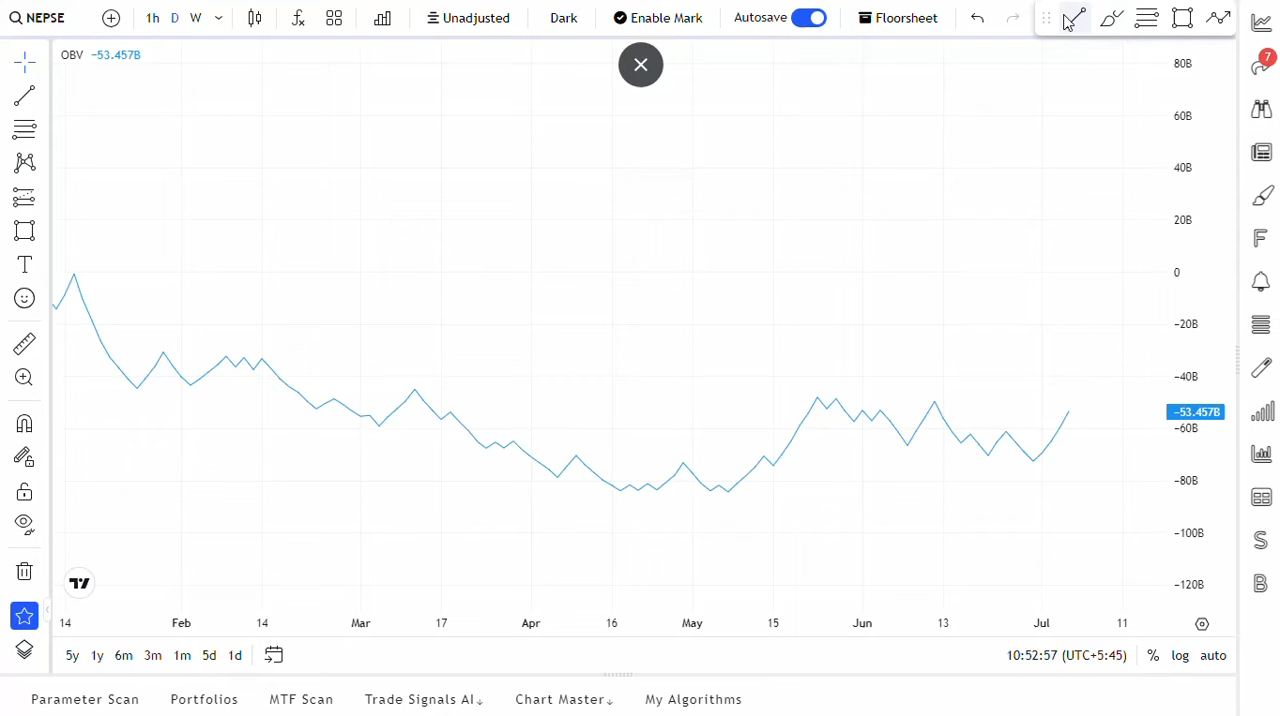 NEPSE 1h D W Unadjusted Dark Enable Mark Autosave Floorsheet
7
OBV −53.457B
80B
60B
40B
20B
0
−20B
−40B
−53.457B
−60B
−80B
−100B
−120B
14 Feb 14 Mar 17 Apr 16 May 15 Jun 13 Jul 11
5y 1y 6m 3m 1m 5d 1d 10:52:57 (UTC+5:45) % log auto
Parameter Scan Portfolios MTF Scan Trade Signals AI↓ Chart Master↓ My Algorithms
F
S
B
T